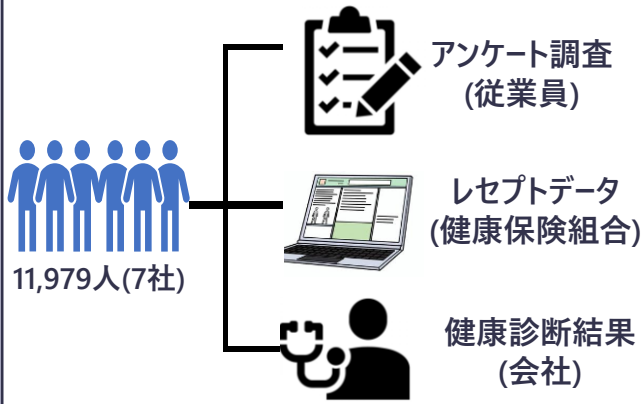 アンケート調査
(従業員)
レセプトデータ
(健康保険組合)
11,979人(7社)
健康診断結果
(会社)